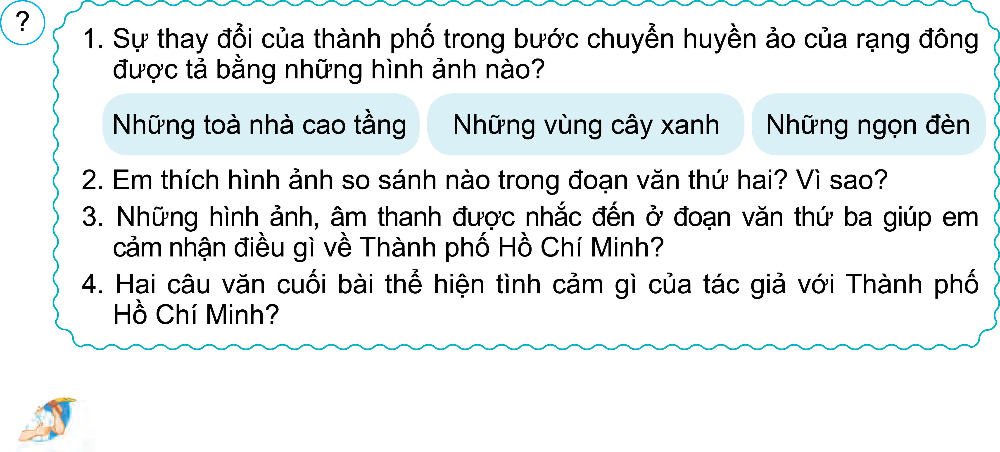 ?
1. Sự thay đổi của thành phố trong bước chuyển huyền ảo của rạng đông
được tả bằng những hình ảnh nào?
Những toà nhà cao tầng
Những vùng cây xanh
Những ngọn đèn
2. Em thích hình ảnh so sánh nào trong đoạn văn thứ hai? Vì sao?
3. Những hình ảnh, âm thanh được nhắc đến ở đoạn văn thứ ba giúp em
cảm nhận điều gì về Thành phố Hồ Chí Minh?
4. Hai câu văn cuối bài thể hiện tình cảm gì của tác giả với Thành phố
Hồ Chí Minh?